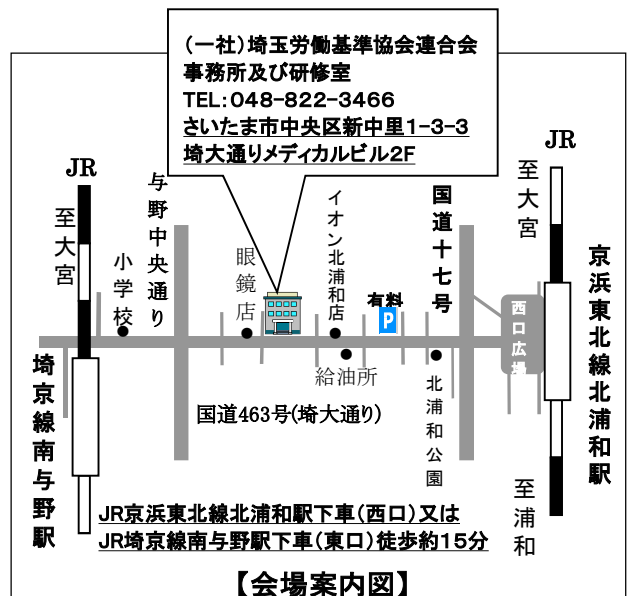 (一社)埼玉労働基準協会連合会
事務所及び研修室
TEL:048-822-3466
さいたま市中央区新中里1-3-3
埼大通りメディカルビル2F
JR
至大宮
小学校
与野中央通り
眼鏡店
イオン北浦和店
有料
P
国道十七号
JR
至大宮
西口広場
京浜東北線北浦和駅
埼京線南与野駅
給油所
北浦和公園
国道463号(埼大通り)
至浦和
JR京浜東北線北浦和駅下車(西口)又は
JR埼京線南与野駅下車(東口)徒歩約15分
【会場案内図】